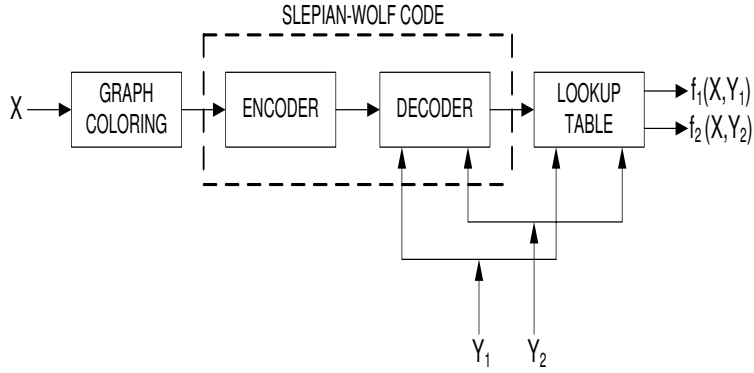 SLEPIAN-WOLF CODE
X
GRAPH
COLORING
ENCODER
DECODER
LOOKUP
TABLE
f₁(X,Y₁)
f₂(X,Y₂)
Y₁
Y₂